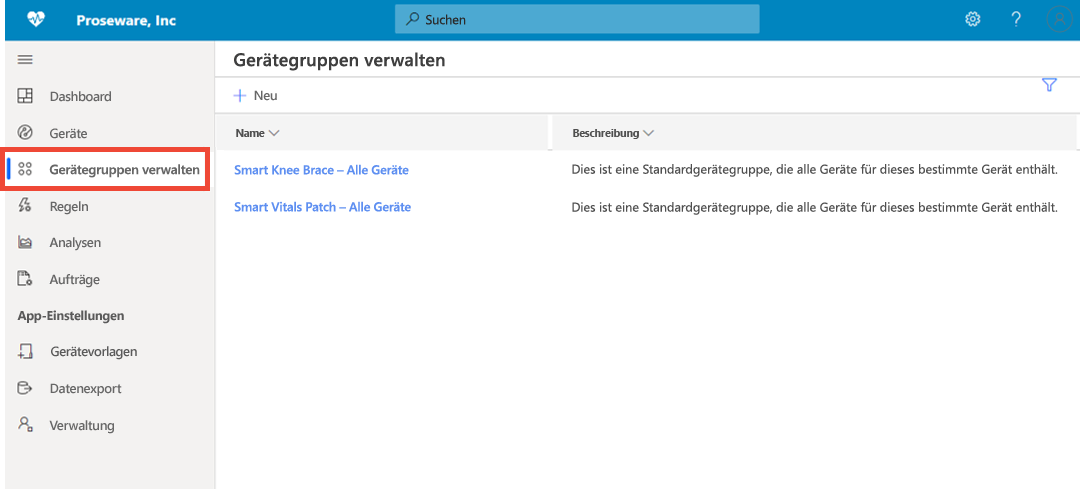 Proseware, Inc
Suchen
?
Gerätegruppen verwalten
Neu
Dashboard
Geräte
Gerätegruppen verwalten
Regeln
Analysen
Aufträge
App-Einstellungen
Gerätevorlagen
Datenexport
Verwaltung
Name
Beschreibung
Smart Knee Brace – Alle Geräte
Dies ist eine Standardgerätegruppe, die alle Geräte für dieses bestimmte Gerät enthält.
Smart Vitals Patch – Alle Geräte
Dies ist eine Standardgerätegruppe, die alle Geräte für dieses bestimmte Gerät enthält.